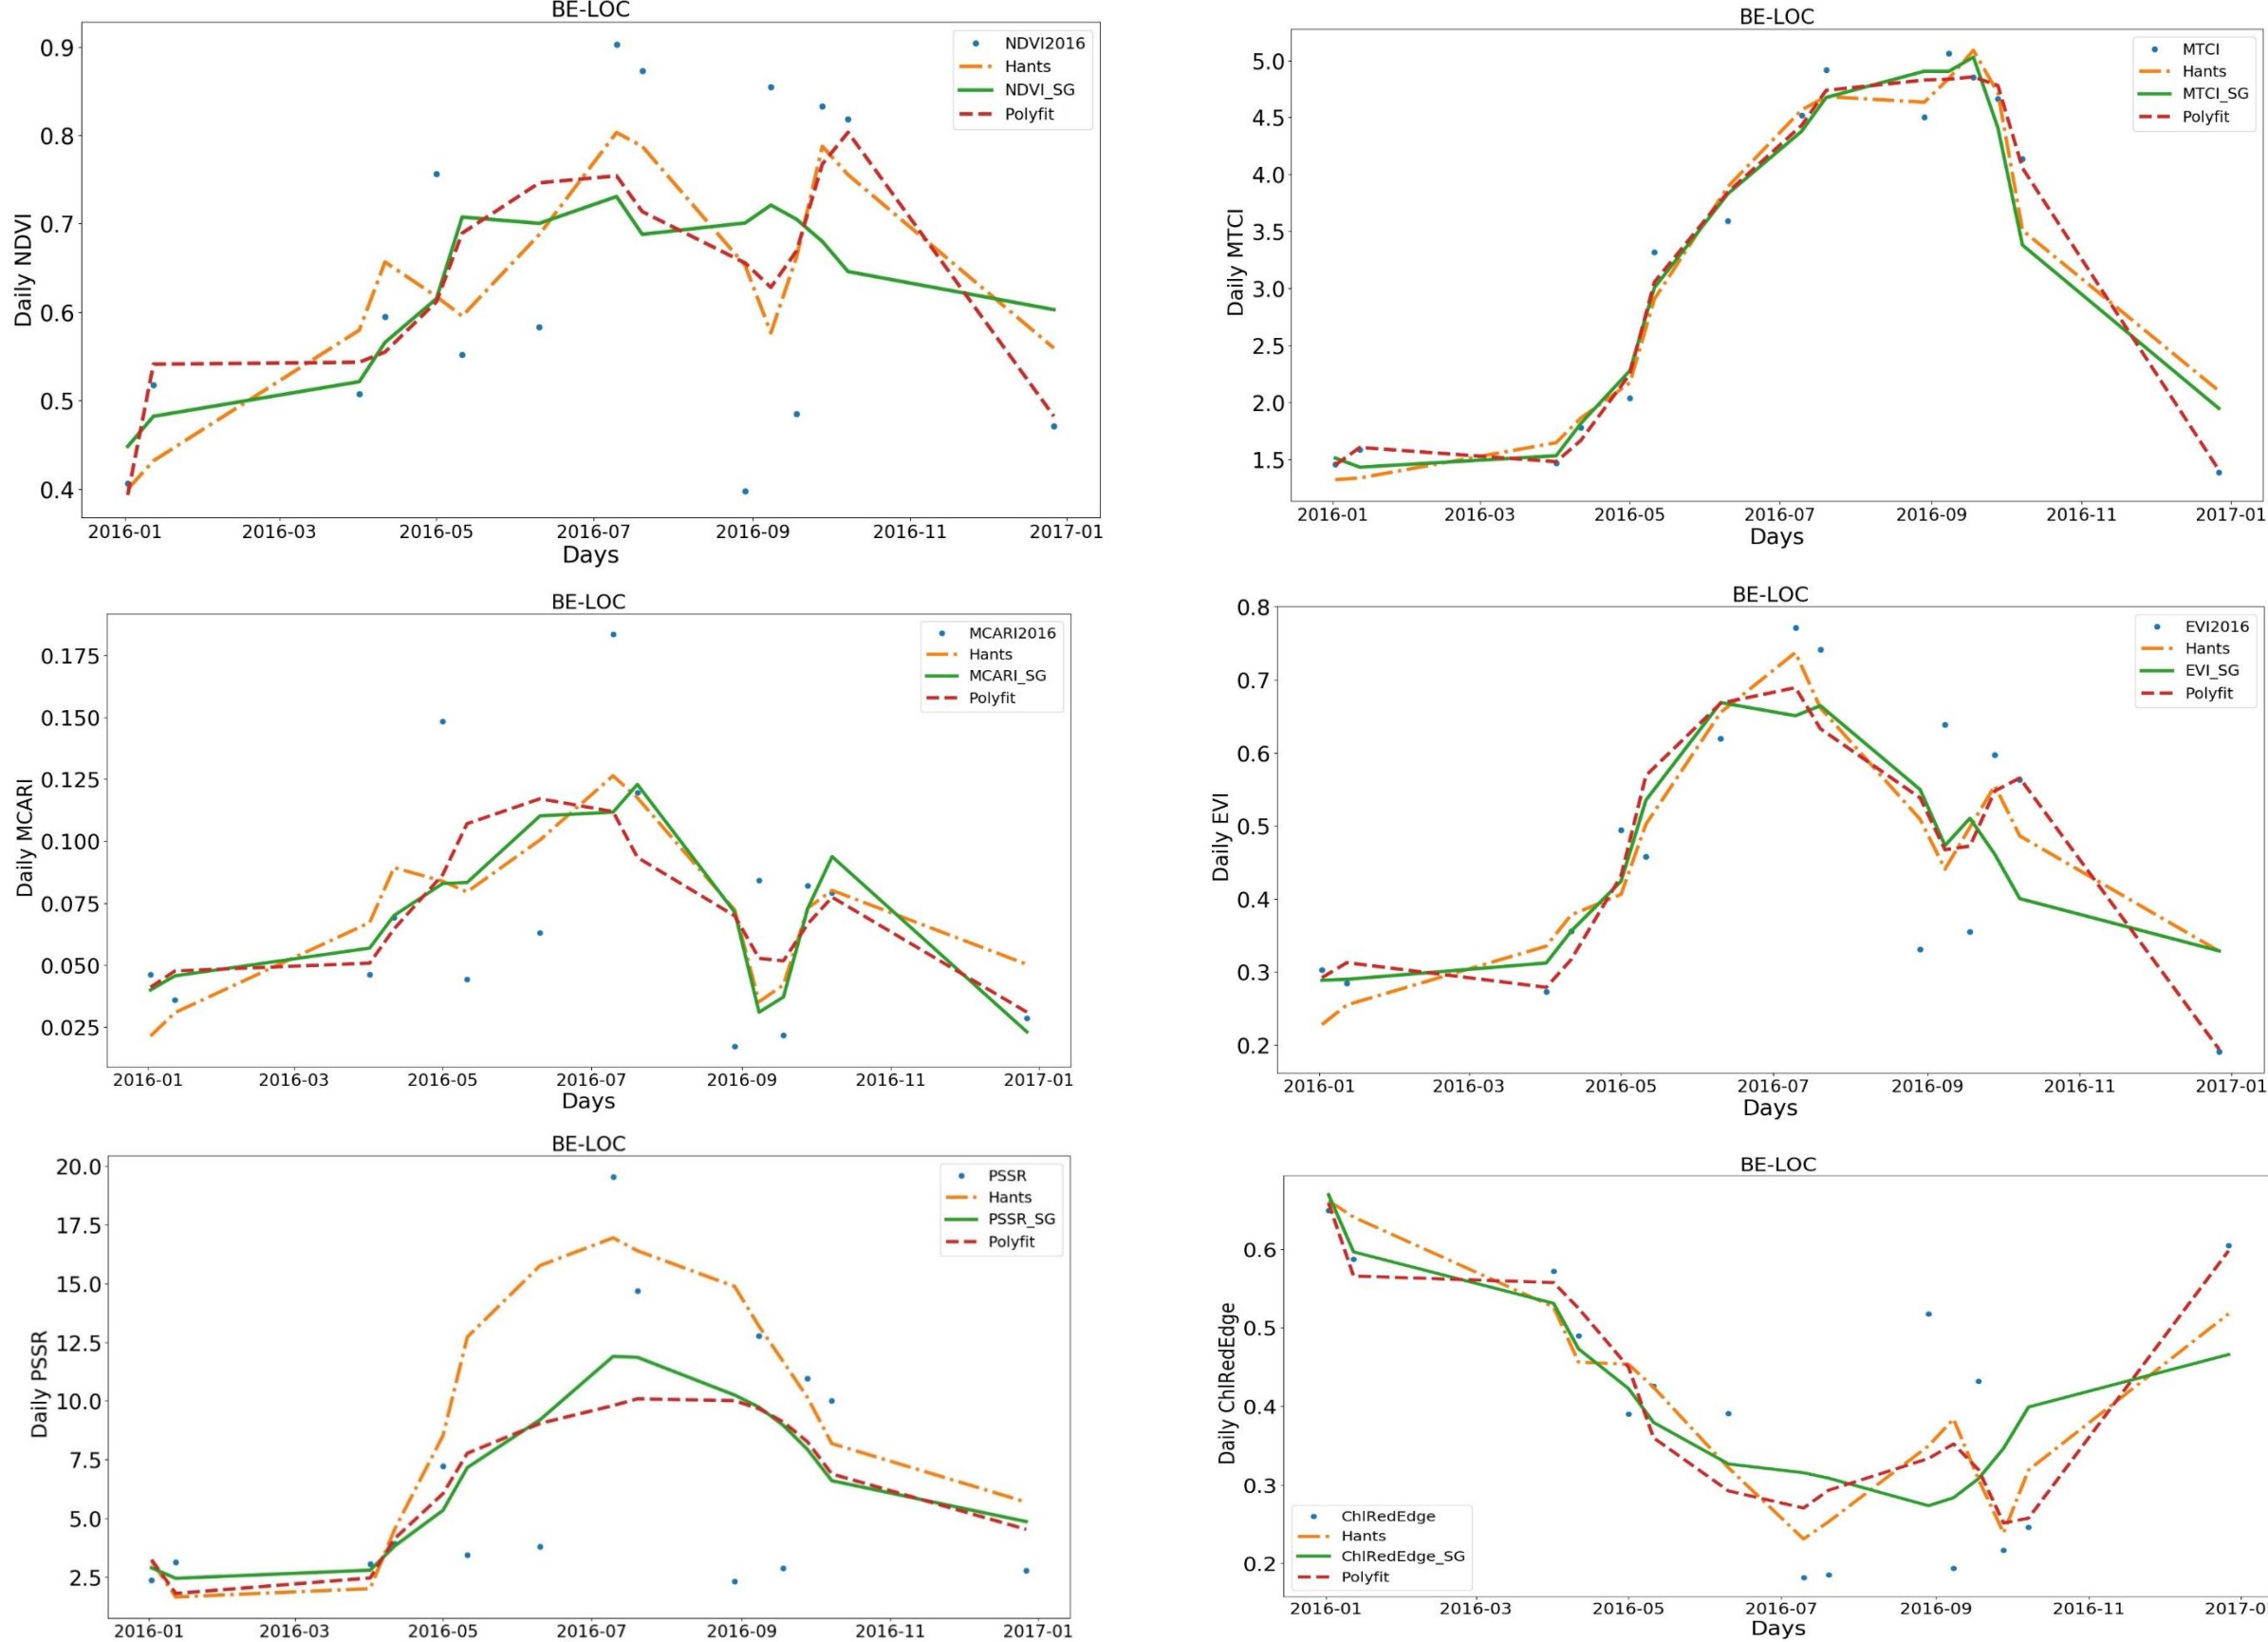 BE-LOC
NDVI2016
Hants
NDVI_SG
Polyfit
0.9
0.8
0.7
0.6
0.5
0.4
Daily NDVI
2016-01 2016-03 2016-05 2016-07 2016-09 2016-11 2017-01
Days
BE-LOC
MTCI
Hants
MTCI_SG
Polyfit
5.0
4.5
4.0
3.5
3.0
2.5
2.0
1.5
Daily MTCI
2016-01 2016-03 2016-05 2016-07 2016-09 2016-11 2017-01
Days
BE-LOC
MCARI2016
Hants
MCARI_SG
Polyfit
0.175
0.150
0.125
0.100
0.075
0.050
0.025
Daily MCARI
2016-01 2016-03 2016-05 2016-07 2016-09 2016-11 2017-01
Days
BE-LOC
EVI2016
Hants
EVI_SG
Polyfit
0.8
0.7
0.6
0.5
0.4
0.3
0.2
Daily EVI
2016-01 2016-03 2016-05 2016-07 2016-09 2016-11 2017-01
Days
BE-LOC
PSSR
Hants
PSSR_SG
Polyfit
20.0
17.5
15.0
12.5
10.0
7.5
5.0
2.5
Daily PSSR
2016-01 2016-03 2016-05 2016-07 2016-09 2016-11 2017-01
BE-LOC
0.6
0.5
0.4
0.3
0.2
Daily ChlRedEdge
ChlRedEdge
Hants
ChlRedEdge_SG
Polyfit
2016-01 2016-03 2016-05 2016-07 2016-09 2016-11 2017-0
Days